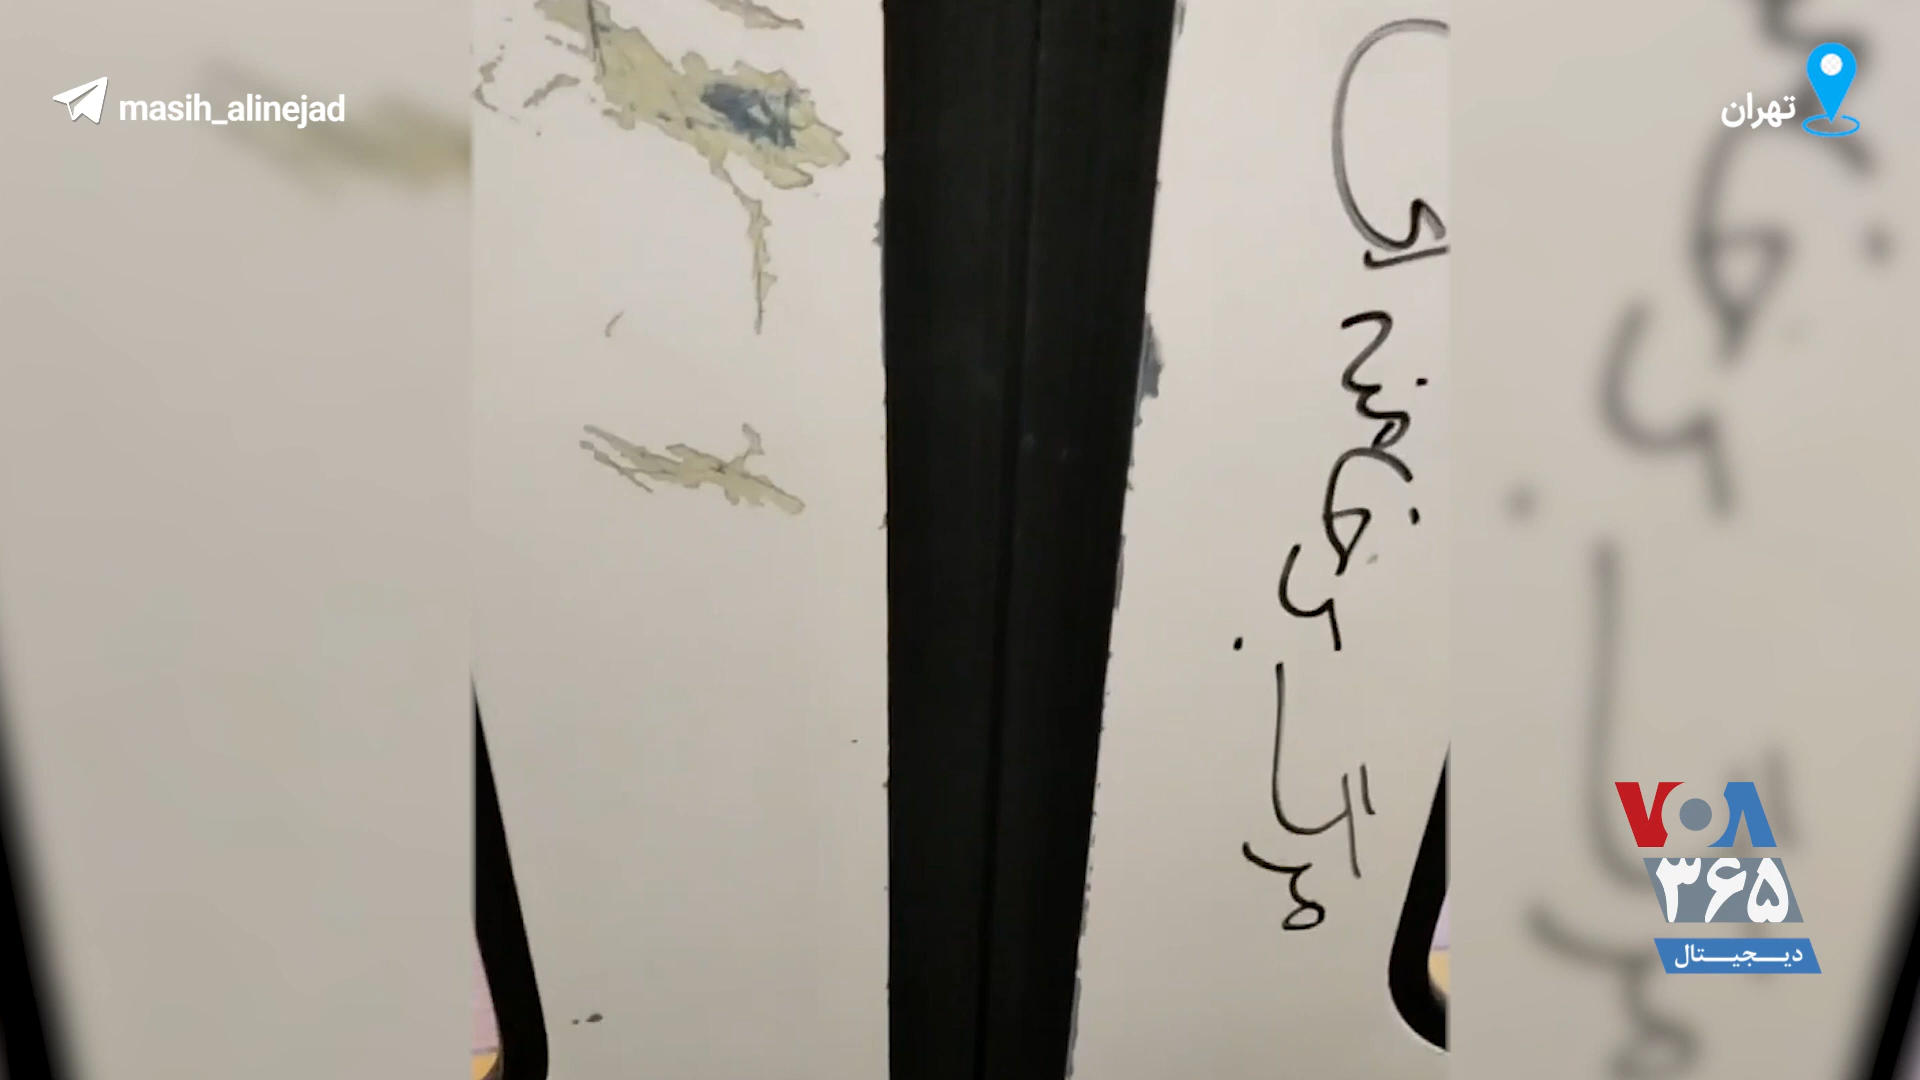 masih_alinejad
تهران
مرگ بر خامنه ای
VOA
۳۶۵
دیجیتال